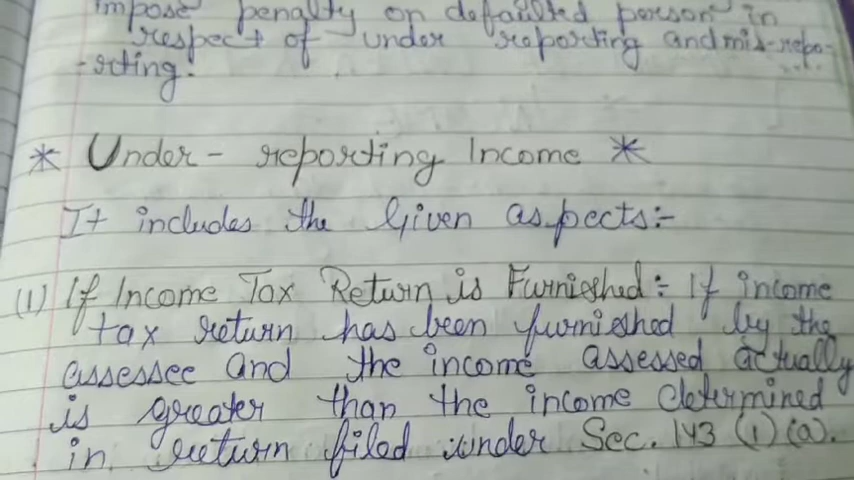 impose penalty on defaulted person in
respect of under reporting and mis-repo-
-rting.
* Under - reporting Income *
It includes the Given aspects:-
(1) If Income Tax Return is Furnished:- If income
tax return has been furnished by the
assessee and the income assessed actually
is greater than the income determined
in return filed under Sec. 143 (1) (a).